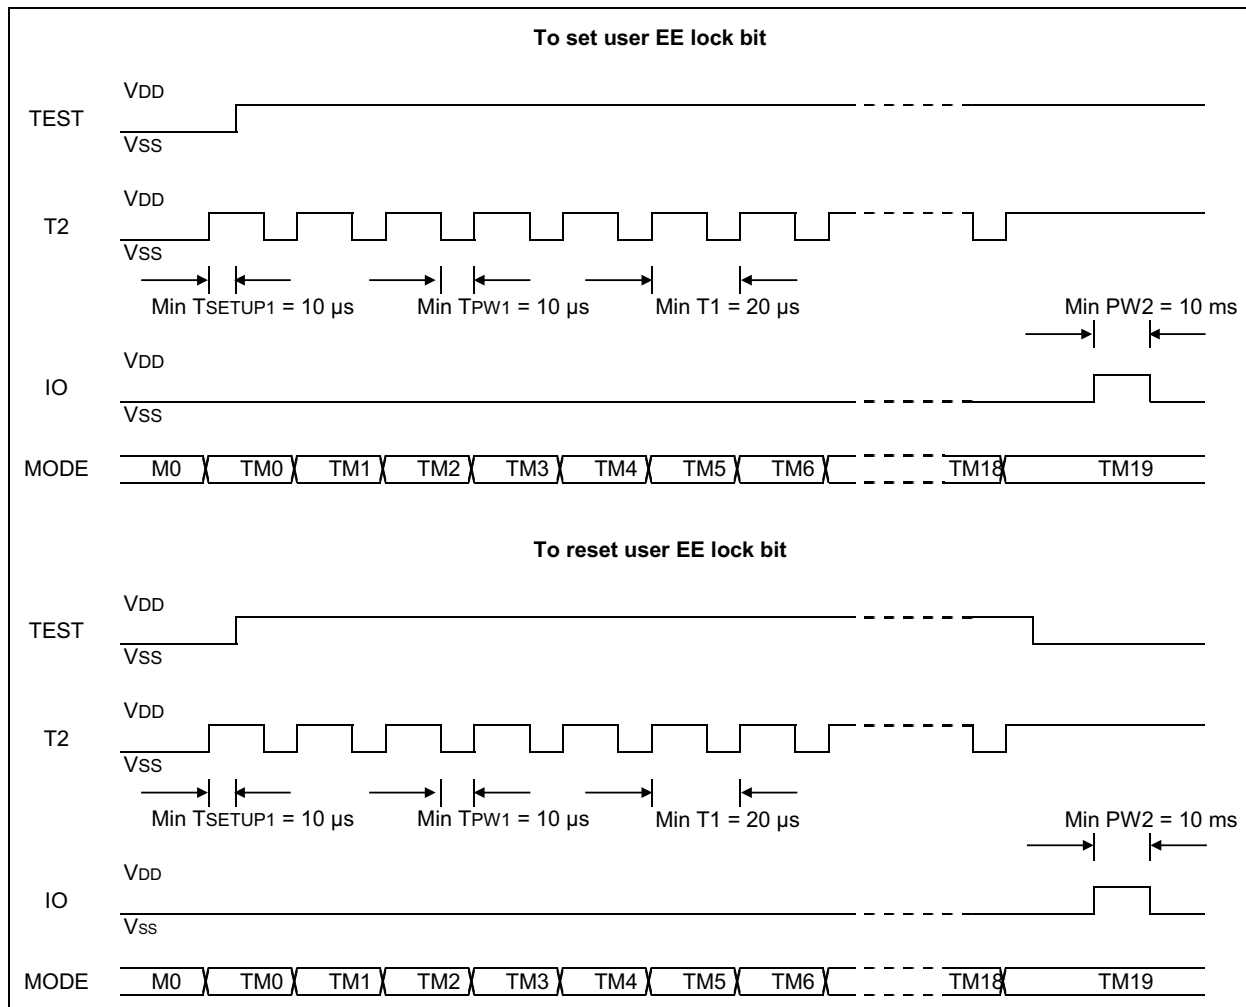 To set user EE lock bit
VDD
TEST
VSS
VDD
T2
VSS
Min TSETUP1 = 10 µs Min TPW1 = 10 µs Min T1 = 20 µs Min PW2 = 10 ms
VDD
IO
VSS
MODE M0 TM0 TM1 TM2 TM3 TM4 TM5 TM6 TM18 TM19
To reset user EE lock bit
VDD
TEST
VSS
VDD
T2
VSS
Min TSETUP1 = 10 µs Min TPW1 = 10 µs Min T1 = 20 µs Min PW2 = 10 ms
VDD
IO
VSS
MODE M0 TM0 TM1 TM2 TM3 TM4 TM5 TM6 TM18 TM19